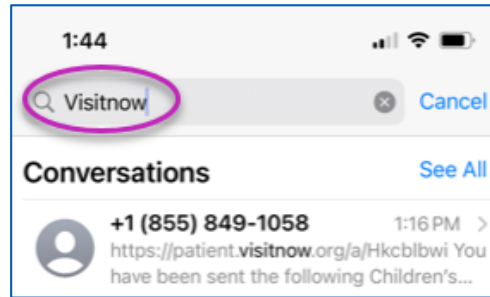 1:44
Visitnow
Cancel
Conversations
See All
+1 (855) 849-1058
1:16 PM
https://patient.visitnow.org/a/Hkcblbwi You
have been sent the following Children's...